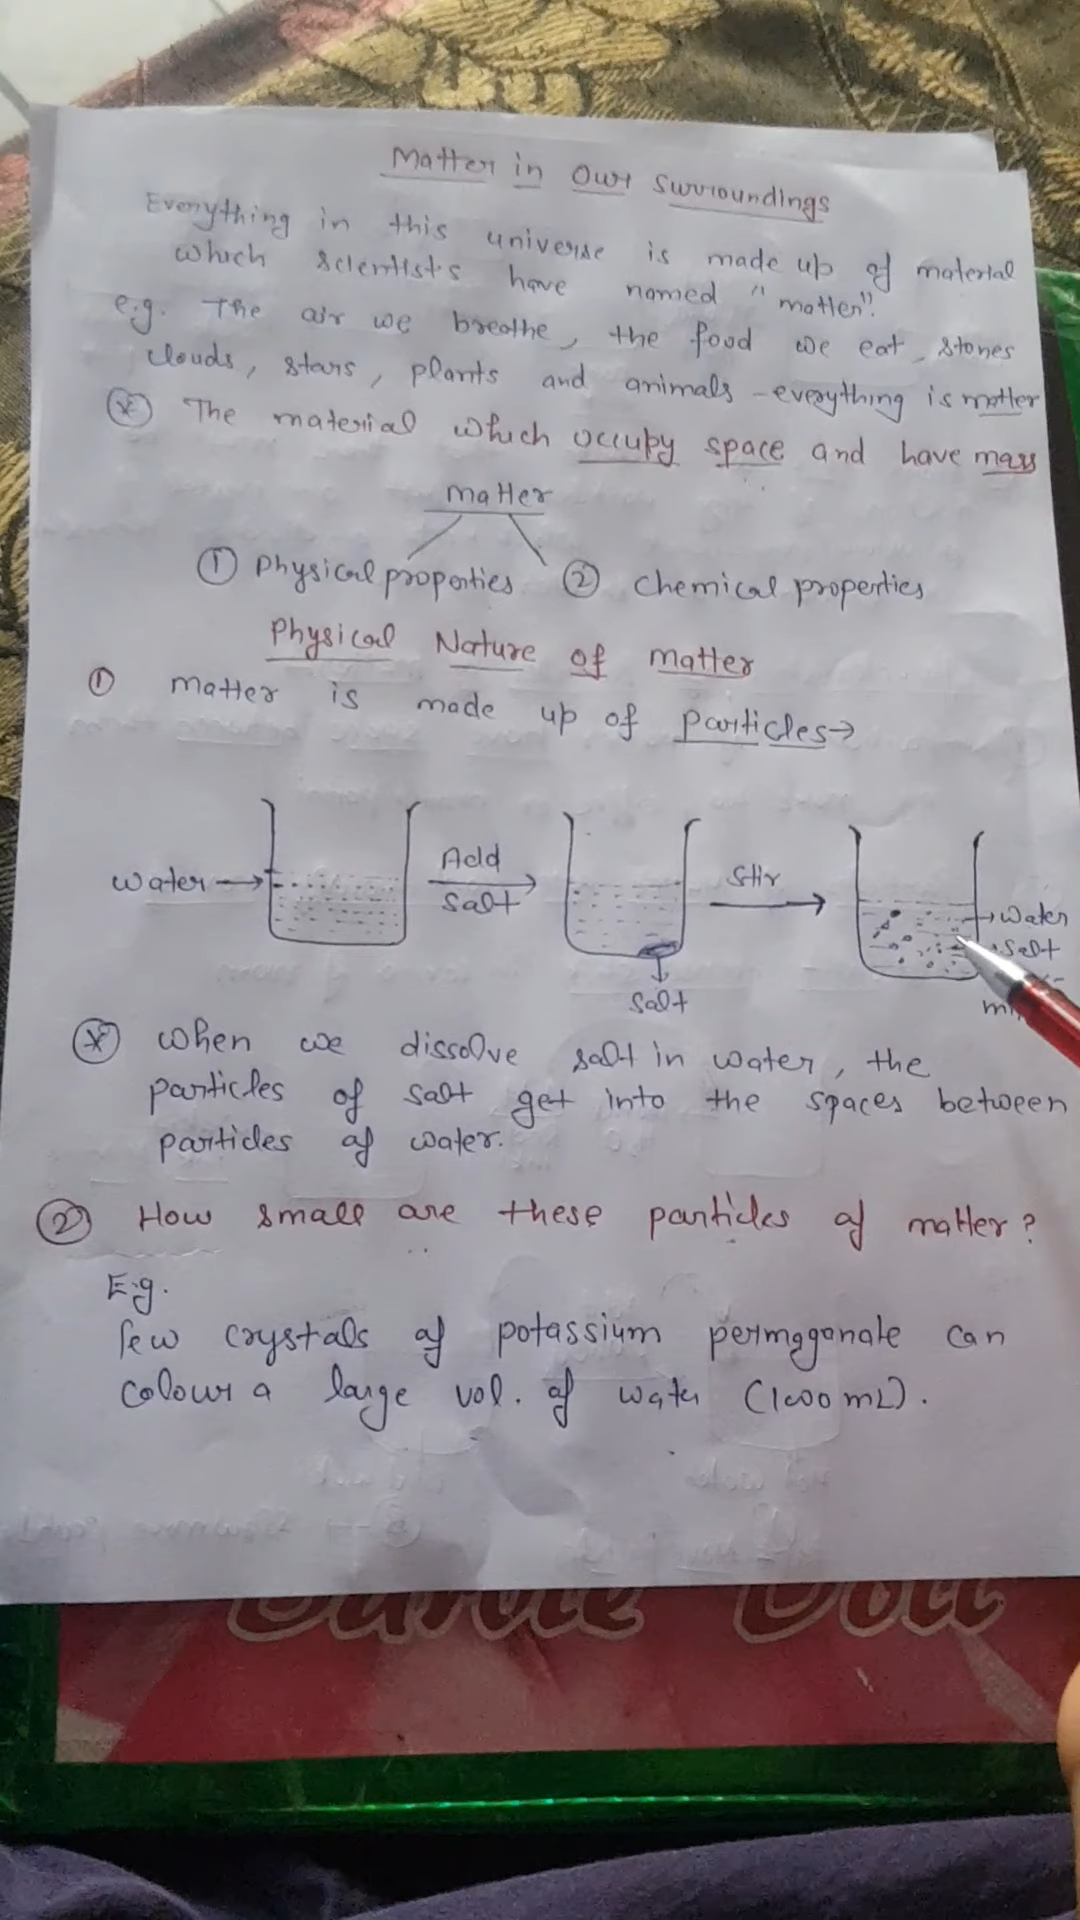 Matter in Our Surroundings
Everything in this universe is made up of material
which scientists have named "matter".
e.g. The air we breathe, the food we eat, stones
clouds, stars, plants and animals - everything is matter
* The material which occupy space and have mass
Matter
① Physical properties ② Chemical properties
Physical Nature of matter
① matter is made up of particles→
Water→ Add Salt → Salt Stir → →Water Salt
* When we dissolve salt in water, the
particles of salt get into the spaces between
particles of water.
② How small are these particles of matter?
E.g.
few crystals of potassium permagonate can
colour a large vol. of water (1000 mL).